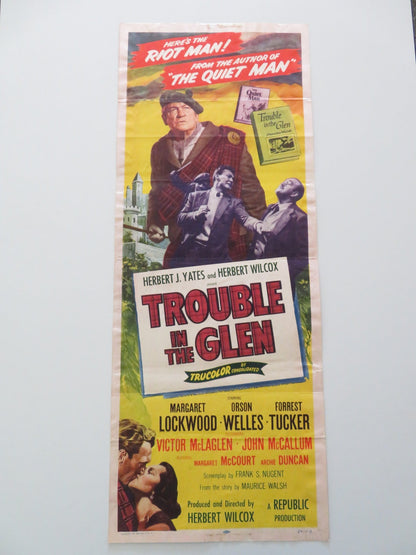 HERE'S THE
RIOT MAN!
FROM THE AUTHOR OF
"THE QUIET MAN"
The Quiet Man
Trouble
in the
Glen
HERBERT J. YATES and HERBERT WILCOX
TROUBLE
IN THE GLEN
TRUCOLOR BY CONSOLIDATED
STARRING
MARGARET LOCKWOOD · ORSON WELLES · FORREST TUCKER
VICTOR McLAGLEN · JOHN McCALLUM
MARGARET McCOURT ARCHIE DUNCAN
Screenplay by FRANK S. NUGENT
From the story by MAURICE WALSH
Produced and Directed by
HERBERT WILCOX
A REPUBLIC
PRODUCTION